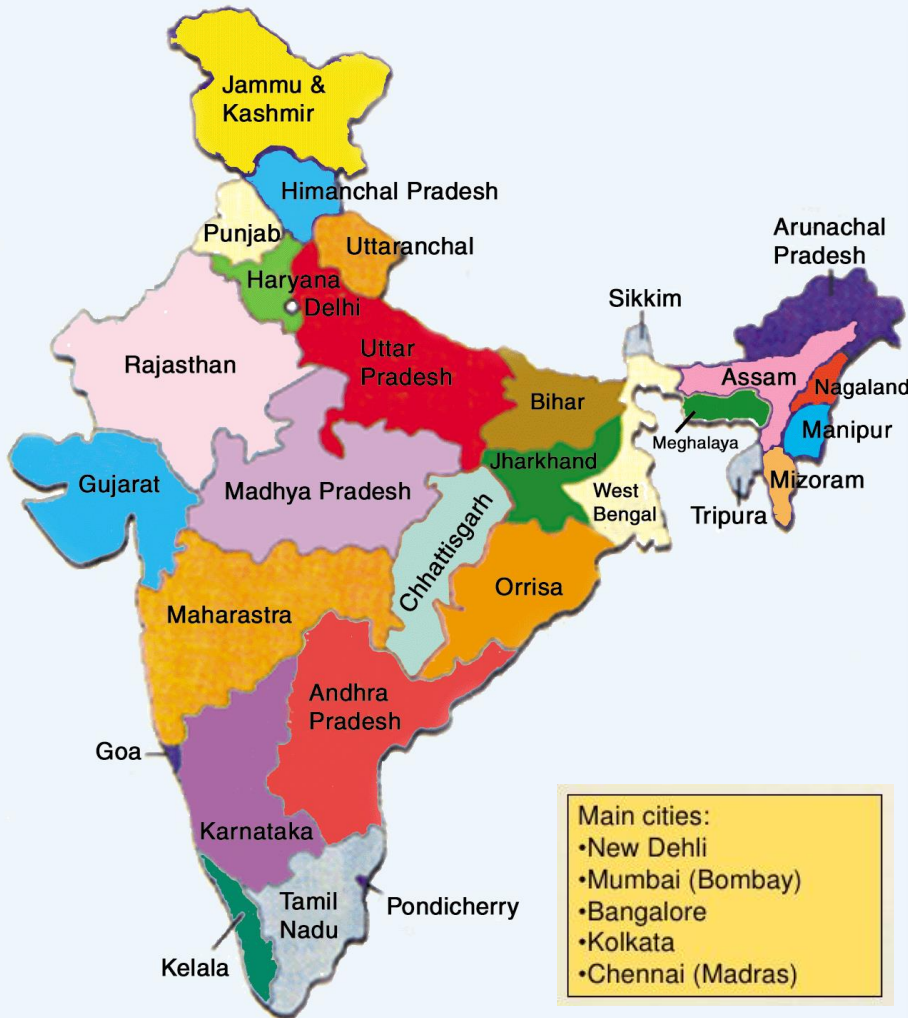 Jammu &
Kashmir
Himanchal Pradesh
Punjab
Uttaranchal
Haryana
Delhi
Arunachal
Pradesh
Sikkim
Rajasthan
Uttar
Pradesh
Bihar
Assam
Nagaland
Meghalaya
Manipur
Gujarat
Madhya Pradesh
Jharkhand
Mizoram
West
Bengal
Tripura
Chhattisgarh
Maharastra
Orrisa
Andhra
Pradesh
Goa
Karnataka
Tamil
Nadu
Pondicherry
Kelala
Main cities:
•New Dehli
•Mumbai (Bombay)
•Bangalore
•Kolkata
•Chennai (Madras)